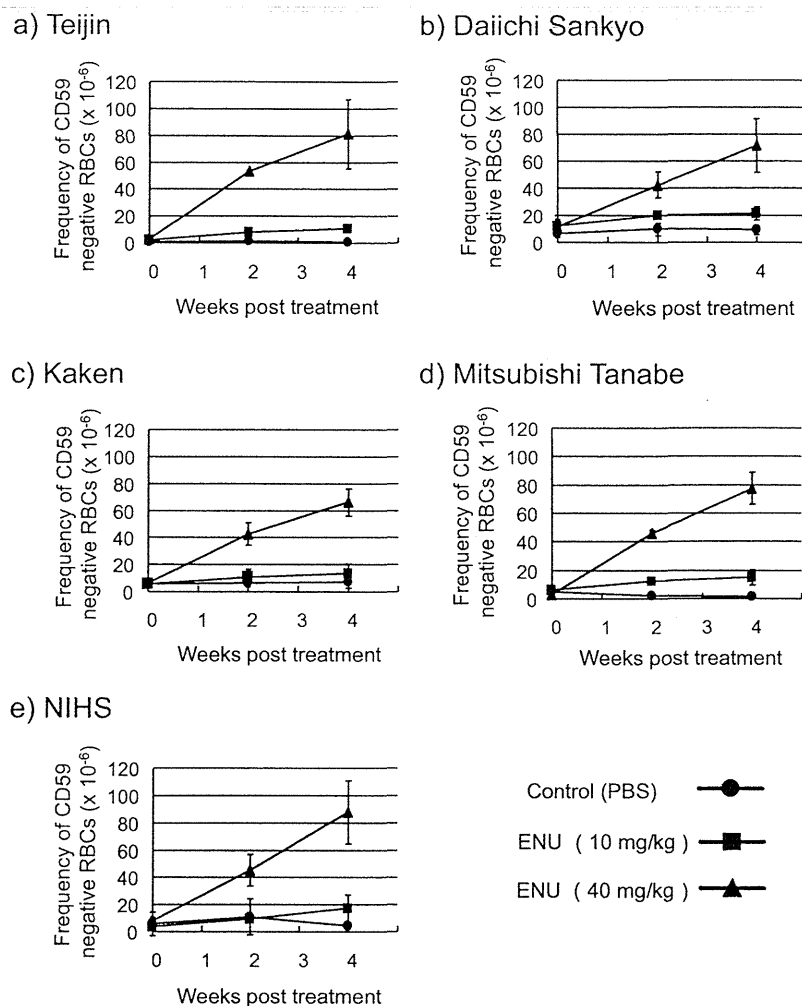 a) Teijin
Frequency of CD59
negative RBCs (x 10-6)
120
100
80
60
40
20
0
0 2 4
Weeks post treatment
b) Daiichi Sankyo
Frequency of CD59
negative RBCs (x 10-6)
120
100
80
60
40
20
0
0 2 4
Weeks post treatment
c) Kaken
Frequency of CD59
negative RBCs (x 10-6)
120
100
80
60
40
20
0
0 1 2 3 4
Weeks post treatment
d) Mitsubishi Tanabe
Frequency of CD59
negative RBCs (x 10-6)
120
100
80
60
40
20
0
0 1 2 3 4
Weeks post treatment
e) NIHS
Frequency of CD59
negative RBCs (x 10-6)
120
100
80
60
40
20
0
0 1 2 3 4
Weeks post treatment
Control (PBS)
ENU ( 10 mg/kg )
ENU ( 40 mg/kg )